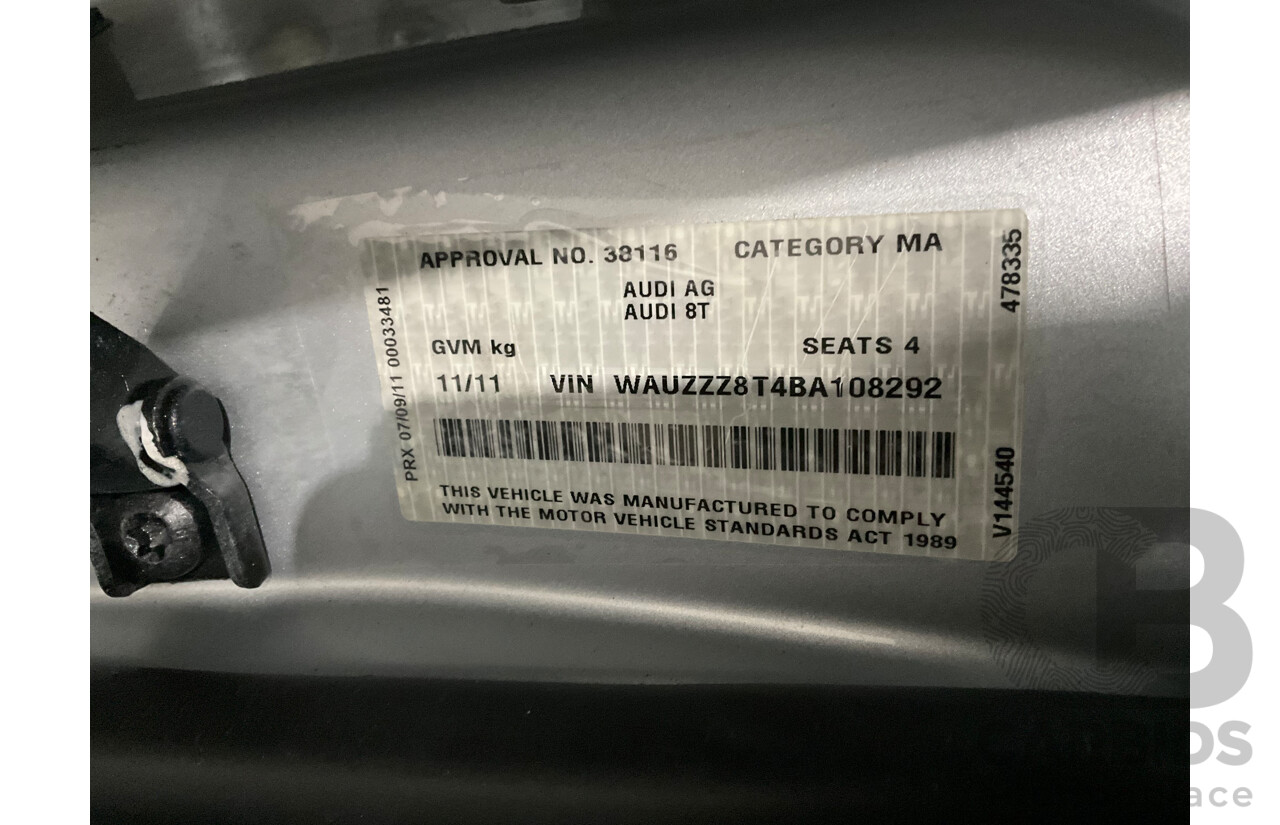 APPROVAL NO. 38116 CATEGORY MA
AUDI AG
AUDI 8T
GVM kg SEATS 4
11/11 VIN WAUZZZ8T4BA108292
THIS VEHICLE WAS MANUFACTURED TO COMPLY
WITH THE MOTOR VEHICLE STANDARDS ACT 1989
PRX 07/09/11 00033481
478335
V144540
CARBIDS